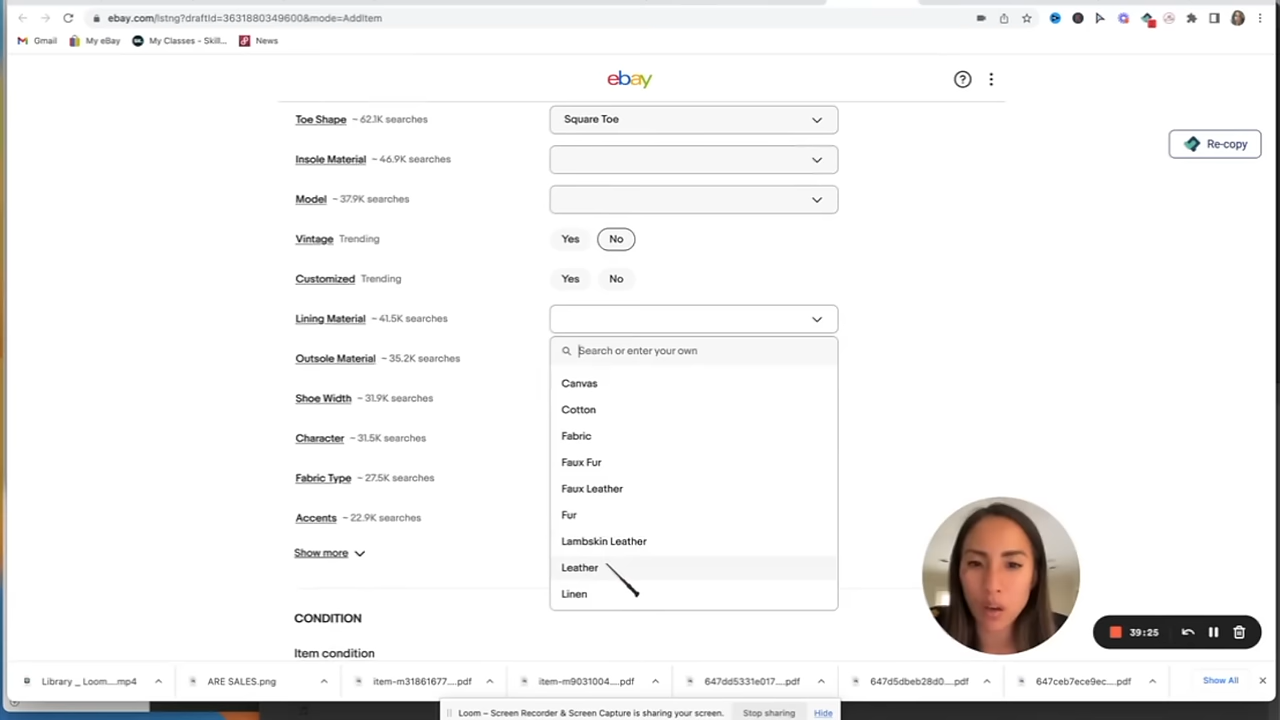 ebay.com/lstng?draftId=3631880349600&mode=AddItem
Gmail
My eBay
My Classes - Skill...
News
ebay
Toe Shape ~ 62.1K searches
Square Toe
Re-copy
Insole Material ~ 46.9K searches
Model ~ 37.9K searches
Vintage Trending
Yes
No
Customized Trending
Yes
No
Lining Material ~ 41.5K searches
Search or enter your own
Outsole Material ~ 35.2K searches
Canvas
Shoe Width ~ 31.9K searches
Cotton
Fabric
Character ~ 31.5K searches
Faux Fur
Fabric Type ~ 27.5K searches
Faux Leather
Accents ~ 22.9K searches
Fur
Show more
Lambskin Leather
Leather
Linen
CONDITION
Item condition
39:25
Library _ Loom....mp4
ARE SALES.png
item-m31861677....pdf
item-m9031004....pdf
647dd5331e017....pdf
647d5dbeb28d0....pdf
647ceb7ece9ec....pdf
Show All
Loom – Screen Recorder & Screen Capture is sharing your screen.
Stop sharing
Hide